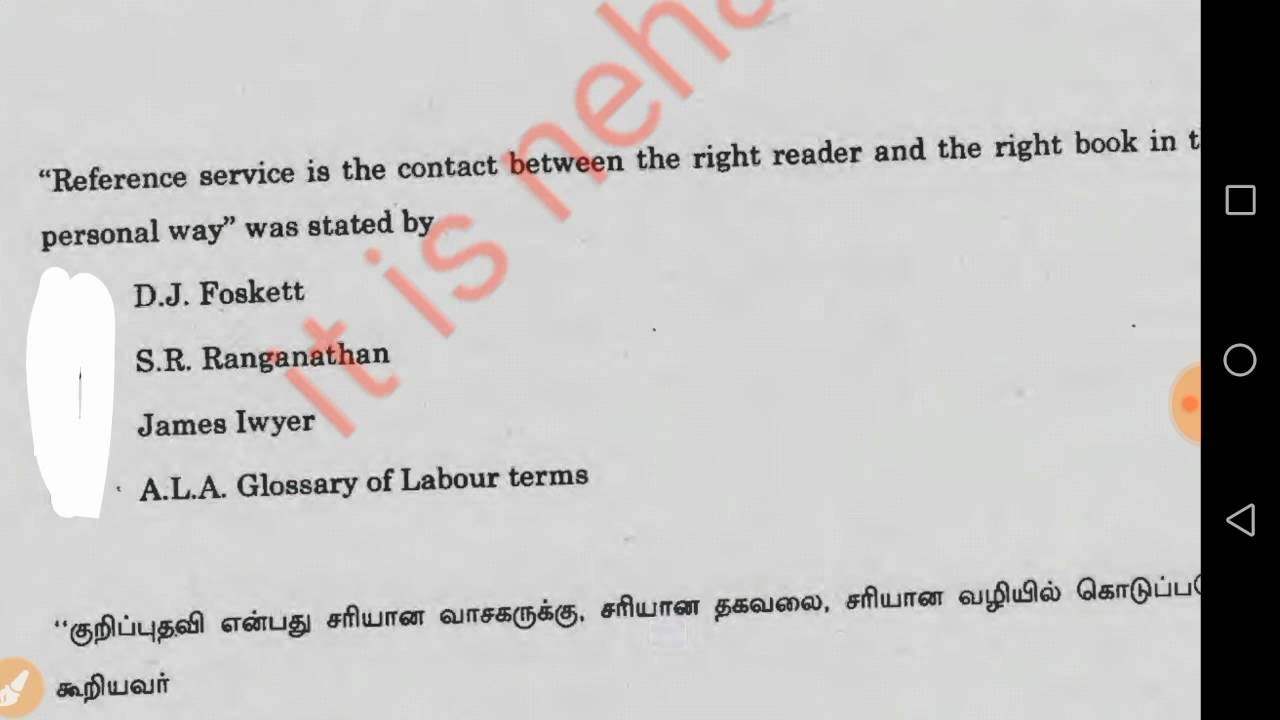 “Reference service is the contact between the right reader and the right book in
personal way” was stated by
D.J. Foskett
S.R. Ranganathan
James Iwyer
A.L.A. Glossary of Labour terms
“குறிப்புதவி என்பது சரியான வாசகருக்கு, சரியான தகவலை, சரியான வழியில்
கூறியவர்
it is neha